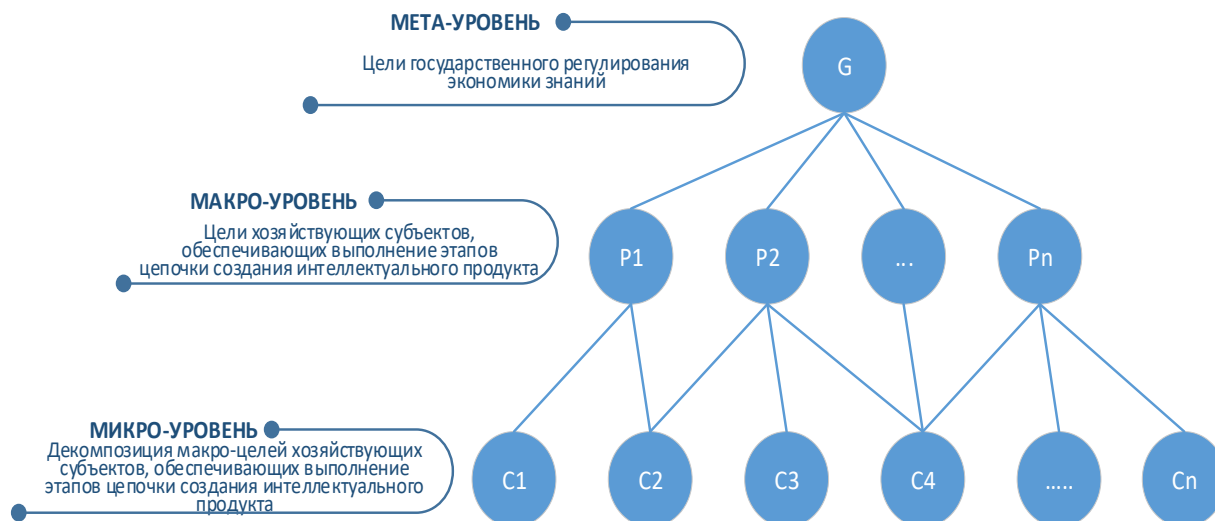 МЕТА-УРОВЕНЬ
Цели государственного регулирования
экономики знаний
G
МАКРО-УРОВЕНЬ
Цели хозяйствующих субъектов,
обеспечивающих выполнение этапов
цепочки создания интеллектуального продукта
P1
P2
...
Pn
МИКРО-УРОВЕНЬ
Декомпозиция макро-целей хозяйствующих
субъектов, обеспечивающих выполнение
этапов цепочки создания интеллектуального
продукта
C1
C2
C3
C4
.....
Cn